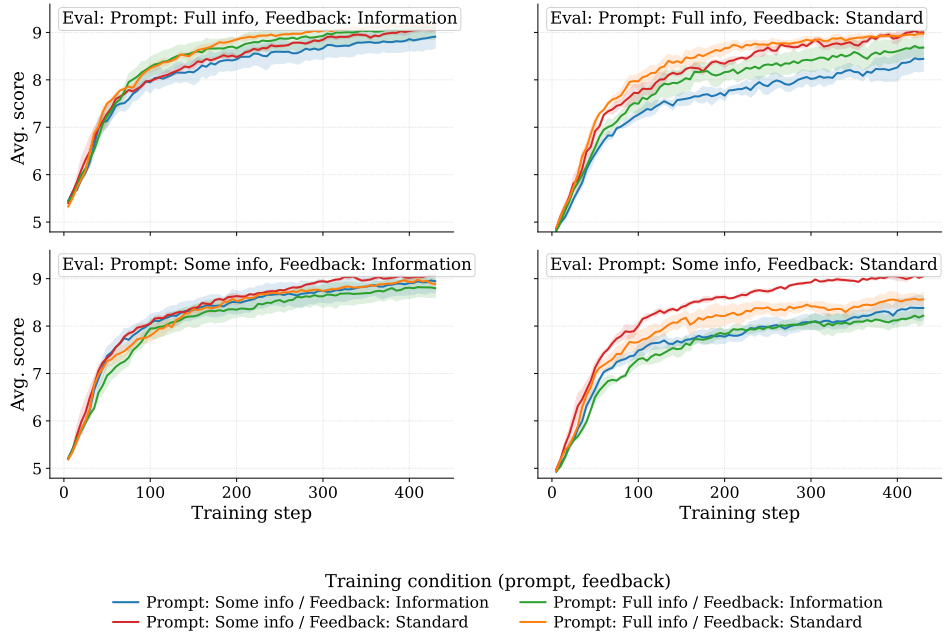 Eval: Prompt: Full info, Feedback: Information
Eval: Prompt: Full info, Feedback: Standard
Avg. score
9
8
7
6
5
Eval: Prompt: Some info, Feedback: Information
Eval: Prompt: Some info, Feedback: Standard
Avg. score
9
8
7
6
5
0 100 200 300 400
0 100 200 300 400
Training step
Training step
Training condition (prompt, feedback)
Prompt: Some info / Feedback: Information
Prompt: Full info / Feedback: Information
Prompt: Some info / Feedback: Standard
Prompt: Full info / Feedback: Standard